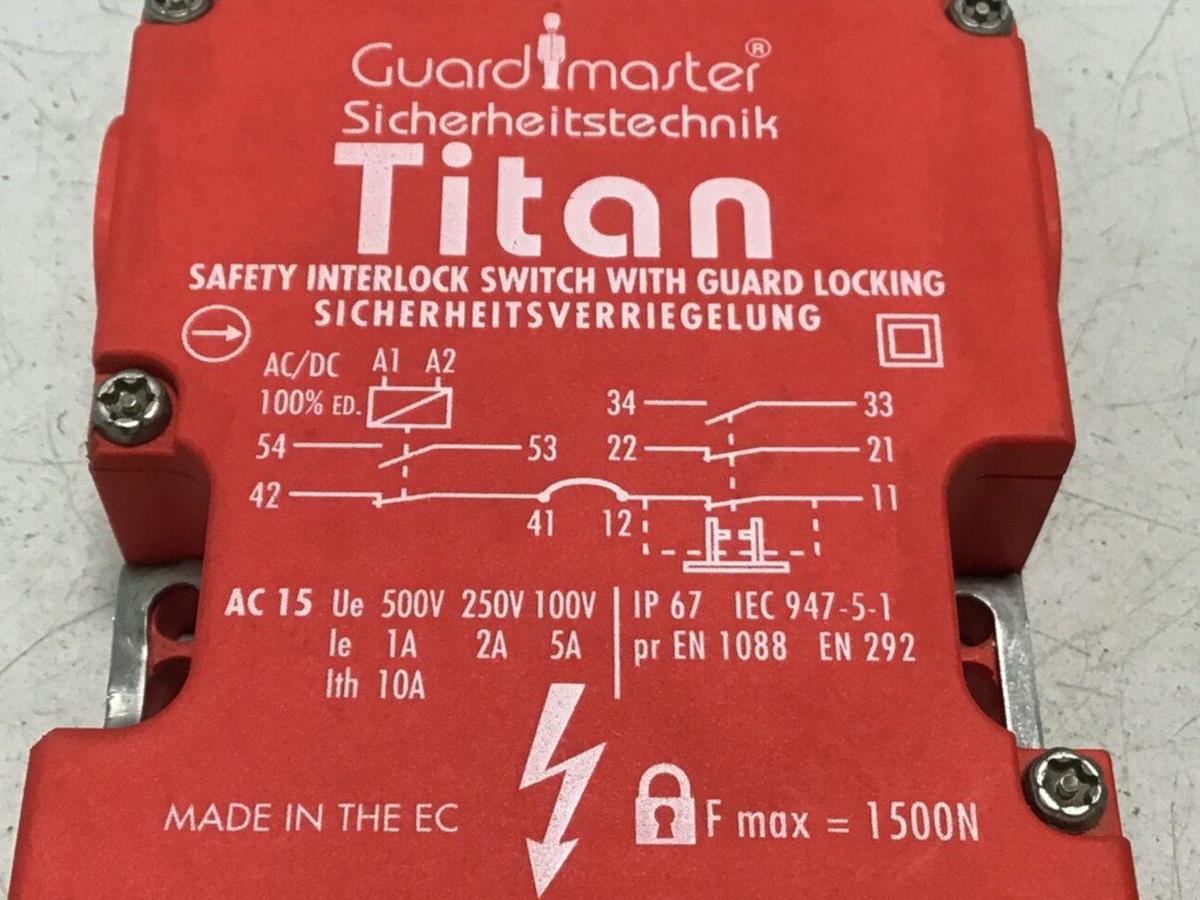 Guardmaster®
Sicherheitstechnik
Titan
SAFETY INTERLOCK SWITCH WITH GUARD LOCKING
SICHERHEITSVERRIEGELUNG
AC/DC A1 A2
100% ED.
34 33
54 53 22 21
42 41 12 11
AC 15 Ue 500V 250V 100V IP 67 IEC 947-5-1
Ie 1A 2A 5A pr EN 1088 EN 292
Ith 10A
MADE IN THE EC F max = 1500N